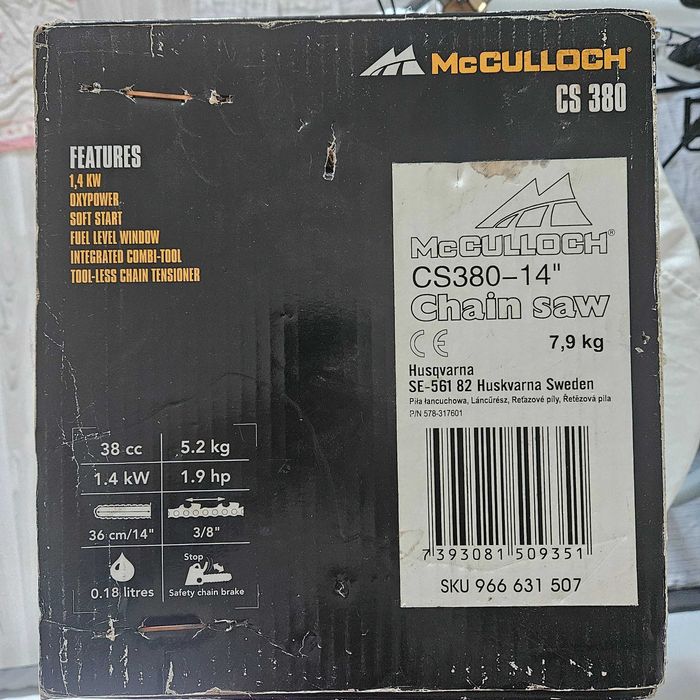 McCULLOCH
CS 380
FEATURES
1,4 KW
OXYPOWER
SOFT START
FUEL LEVEL WINDOW
INTEGRATED COMBI-TOOL
TOOL-LESS CHAIN TENSIONER
McCULLOCH
CS380-14"
Chain saw
CE 7,9 kg
Husqvarna
SE-561 82 Huskvarna Sweden
Piła łancuchowa, Láncűrész, Reťazové píly, Řetězová pila
P/N 578-317601
7 393081 509351
SKU 966 631 507
38 cc 5.2 kg
1.4 kW 1.9 hp
36 cm/14" 3/8"
Stop
0.18 litres Safety chain brake